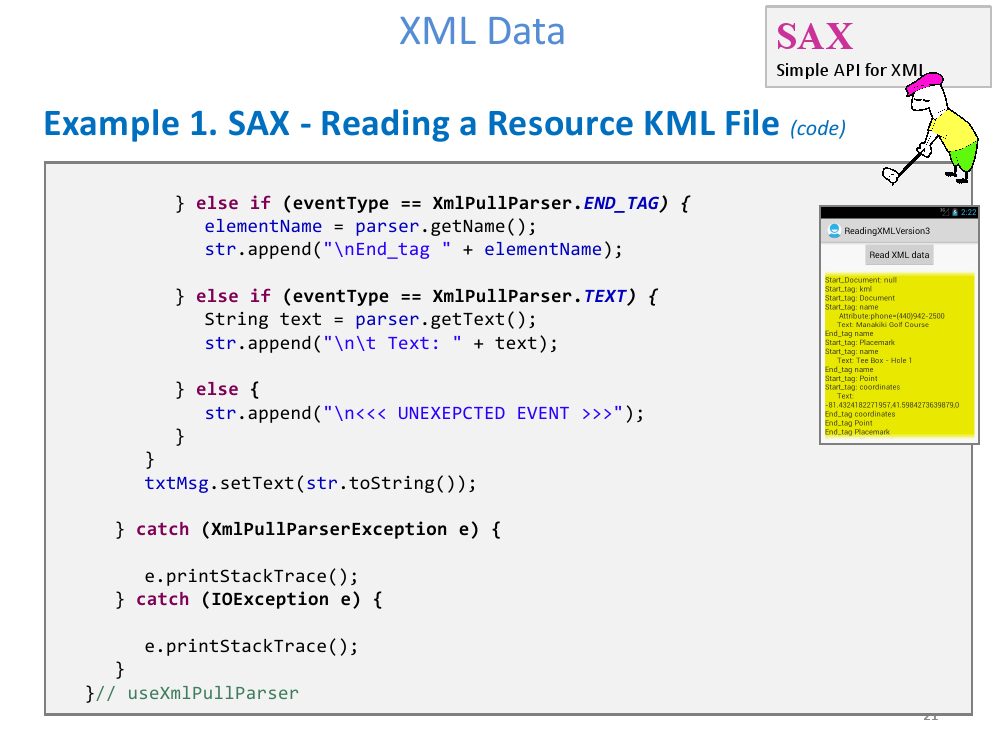 XML Data
SAX
Simple API for XML
Example 1. SAX - Reading a Resource KML File (code)
} else if (eventType == XmlPullParser.END_TAG) {
elementName = parser.getName();
str.append("\nEnd_tag " + elementName);
} else if (eventType == XmlPullParser.TEXT) {
String text = parser.getText();
str.append("\n\t Text: " + text);
} else {
str.append("\n<<< UNEXEPCTED EVENT >>>");
}
}
txtMsg.setText(str.toString());
} catch (XmlPullParserException e) {
e.printStackTrace();
} catch (IOException e) {
e.printStackTrace();
}
}// useXmlPullParser
2:22
ReadingXMLVersion3
Read XML data
Start_Document: null
Start_tag: kml
Start_tag: Document
Start_tag: name
Attribute:phone=(440)942-2500
Text: Manakiki Golf Course
End_tag name
Start_tag: Placemark
Start_tag: name
Text: Tee Box - Hole 1
End_tag name
Start_tag: Point
Start_tag: coordinates
Text:
-81.4324182271957,41.5984273639879,0
End_tag coordinates
End_tag Point
End_tag Placemark
21